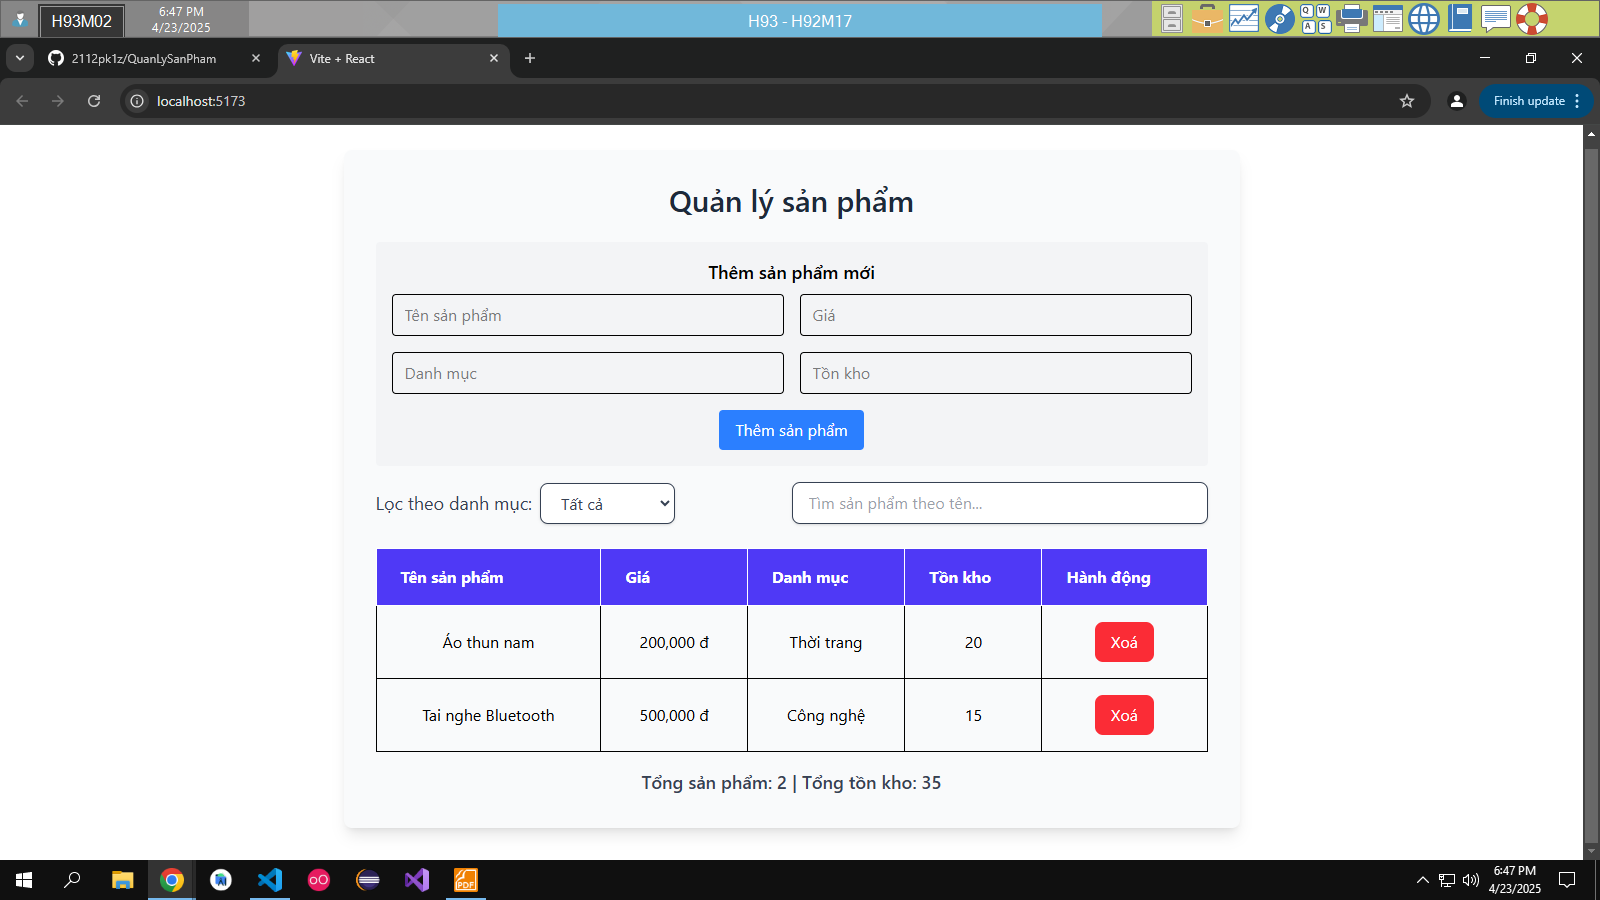 H93M02
6:47 PM
4/23/2025
H93 - H92M17
Q W
A S
2112pk1z/QuanLySanPham
Vite + React
localhost:5173
Finish update
Quản lý sản phẩm
Thêm sản phẩm mới
Tên sản phẩm
Giá
Danh mục
Tồn kho
Thêm sản phẩm
Lọc theo danh mục:
Tất cả
Tìm sản phẩm theo tên...
Tên sản phẩm Giá Danh mục Tồn kho Hành động
Áo thun nam 200,000 đ Thời trang 20 Xoá
Tai nghe Bluetooth 500,000 đ Công nghệ 15 Xoá
Tổng sản phẩm: 2 | Tổng tồn kho: 35
PDF
6:47 PM
4/23/2025